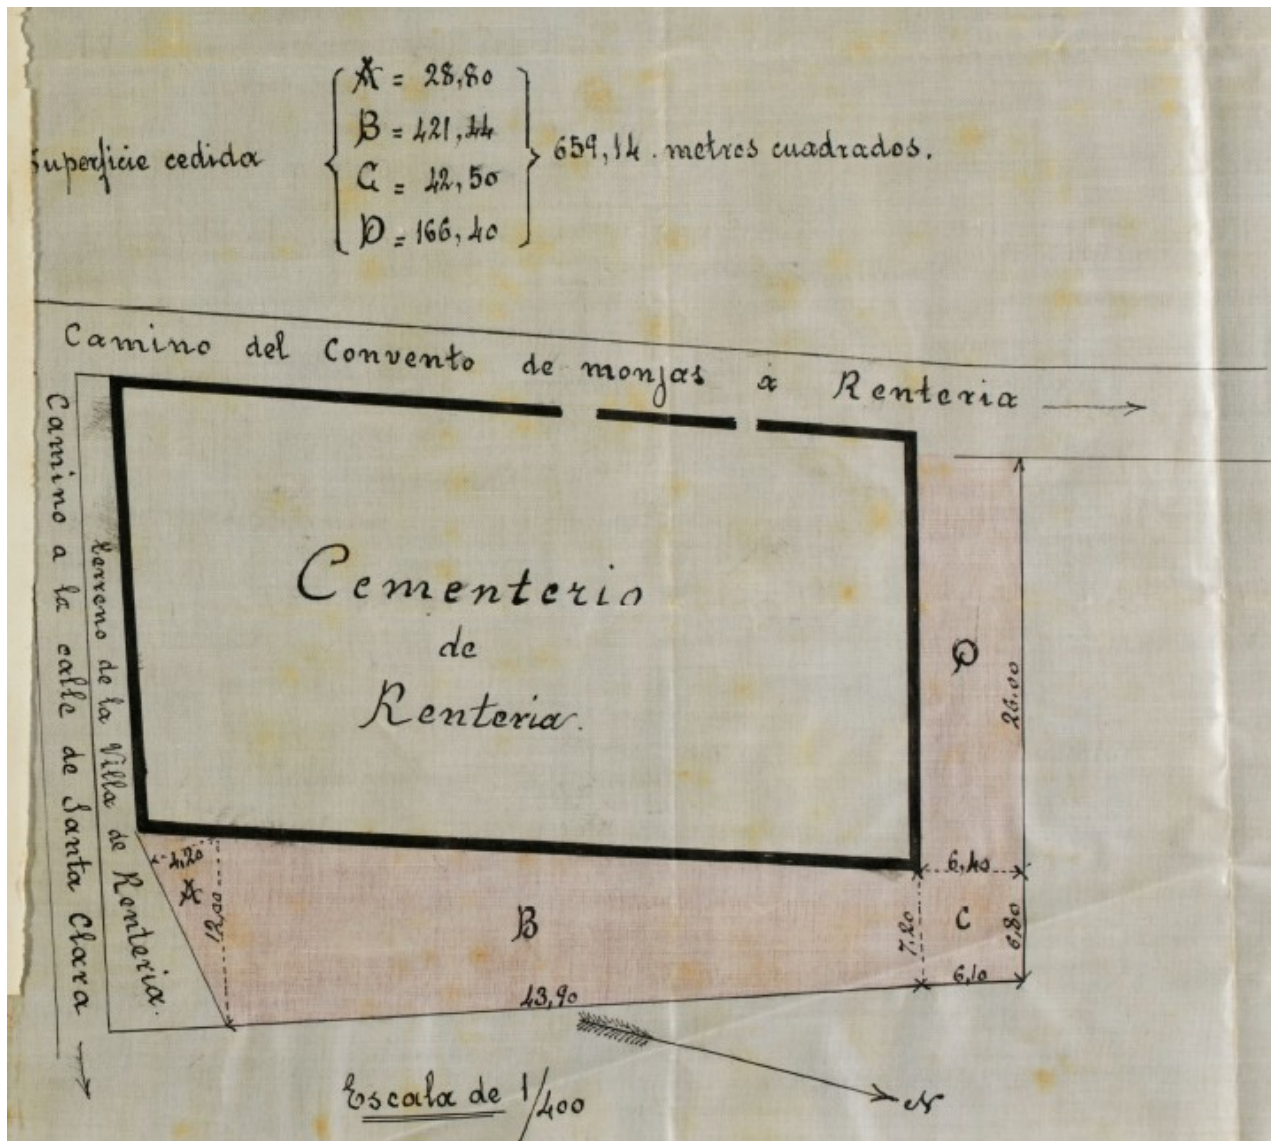 Superficie cedida
A = 28,80
B = 421,44
C = 42,50
D = 166,40
659,14 . metros cuadrados.
Camino del Convento de monjas a Renteria
Camino a la calle de Santa Clara
terreno de la Villa de Renteria.
Cementerio
de
Renteria.
D
26.00
6,40
4,20
A
12,00
B
7.20
C
6,80
6,10
43,90
N
Escala de 1/400